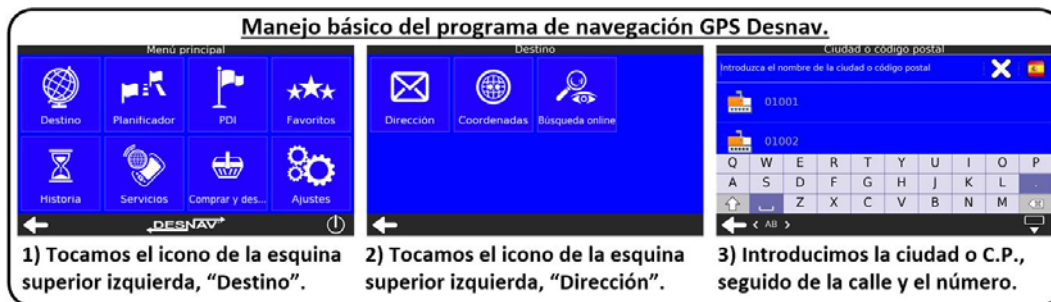 Manejo básico del programa de navegación GPS Desnav.
Menú principal
Destino
Planificador
PDI
Favoritos
Historia
Servicios
Comprar y des...
Ajustes
DESNAV
1) Tocamos el icono de la esquina
superior izquierda, “Destino”.
Destino
Dirección
Coordenadas
Búsqueda online
2) Tocamos el icono de la esquina
superior izquierda, “Dirección”.
Ciudad o código postal
Introduzca el nombre de la ciudad o código postal
01001
01002
Q W E R T Y U I O P
A S D F G H J K L .
Z X C V B N M
< AB >
3) Introducimos la ciudad o C.P.,
seguido de la calle y el número.